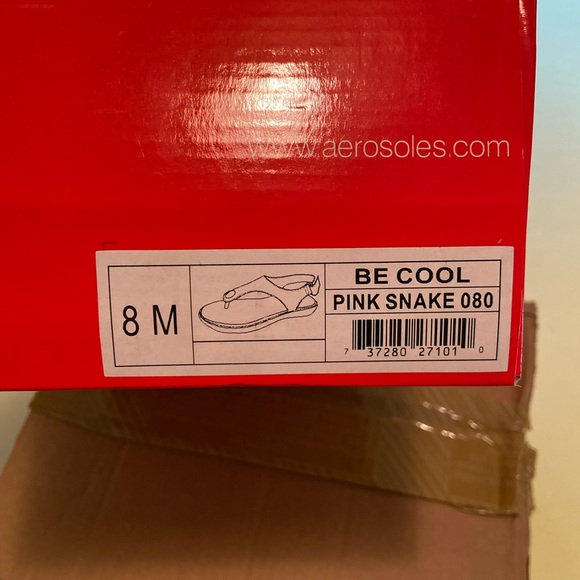 www.aerosoles.com
8 M
BE COOL
PINK SNAKE 080
7 37280 27101 0